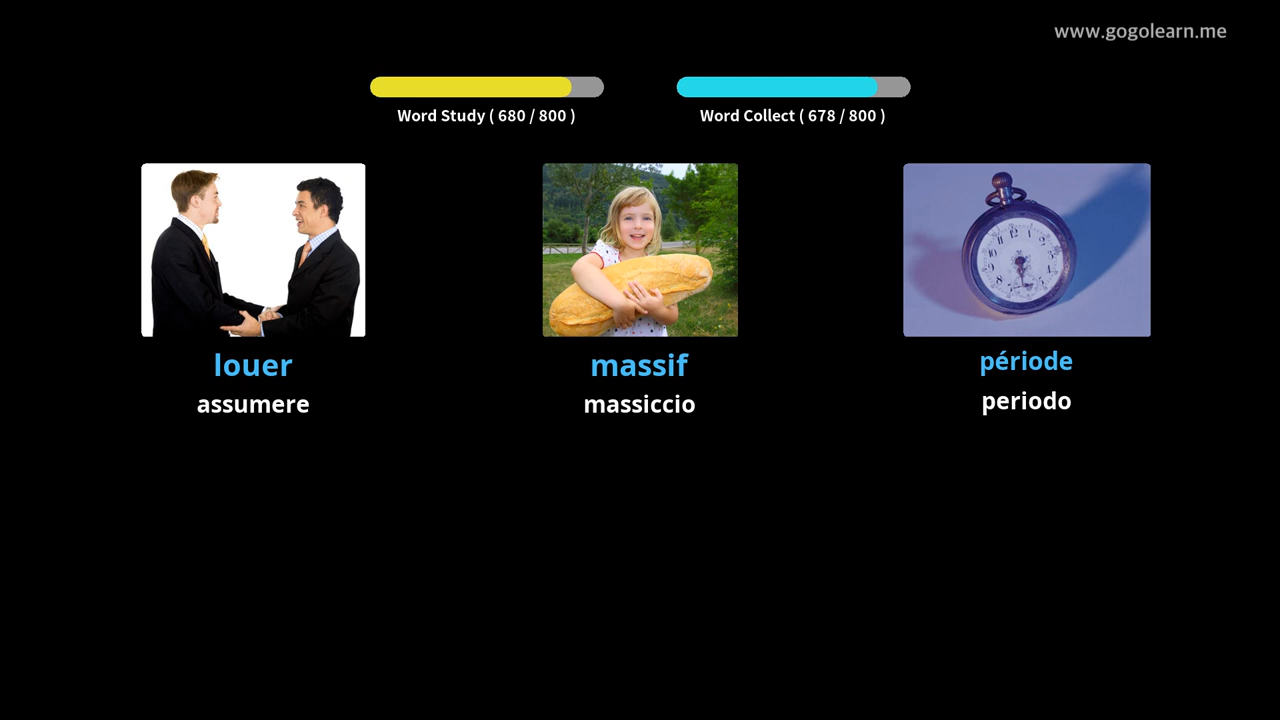 www.gogolearn.me
Word Study ( 680 / 800 )
Word Collect ( 678 / 800 )
louer
assumere
massif
massiccio
période
periodo